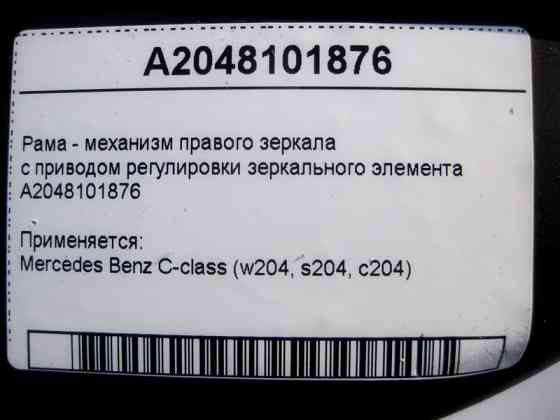 A2048101876
Рама - механизм правого зеркала
с приводом регулировки зеркального элемента
A2048101876
Применяется:
Mercedes Benz C-class (w204, s204, c204)